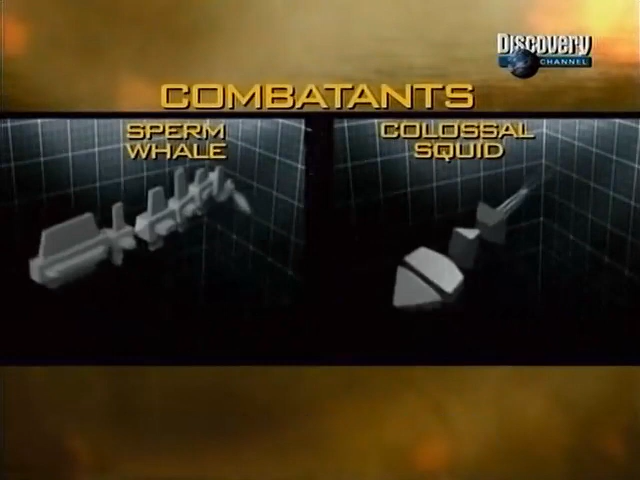 Discovery
CHANNEL
COMBATANTS
SPERM
WHALE
COLOSSAL
SQUID